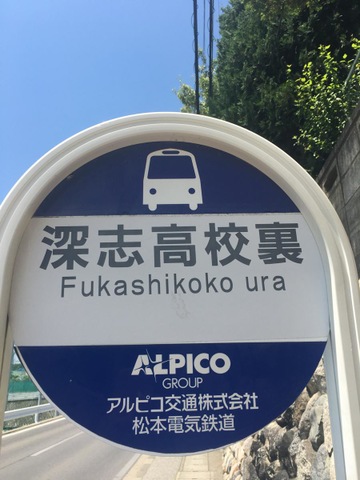 深志高校裏
Fukashikoko ura
ALPICO
GROUP
アルピコ交通株式会社
松本電気鉄道